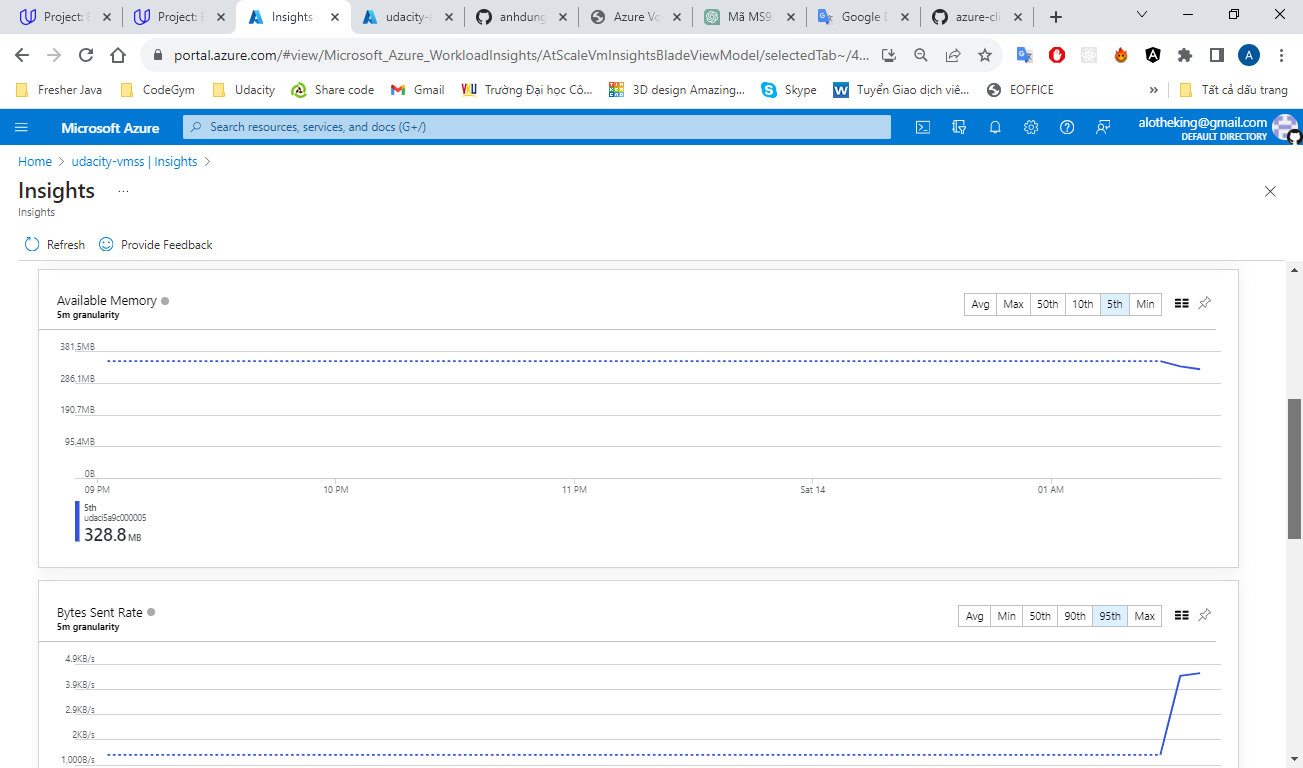 Project: E
Project: E
Insights
udacity-
anhdung
Azure Vo
Mã MS93
Google D
azure-cli
portal.azure.com/#view/Microsoft_Azure_WorkloadInsights/AtScaleVmInsightsBladeViewModel/selectedTab~/4...
A
Fresher Java
CodeGym
Udacity
Share code
Gmail
Trường Đại học Cô...
3D design Amazing...
Skype
Tuyển Giao dịch viê...
EOFFICE
»
Tất cả dấu trang
Microsoft Azure
Search resources, services, and docs (G+/)
alotheking@gmail.com
DEFAULT DIRECTORY
Home > udacity-vmss | Insights >
Insights ...
Insights
Refresh
Provide Feedback
Available Memory
5m granularity
Avg Max 50th 10th 5th Min
381.5MB
286.1MB
190.7MB
95.4MB
0B
09 PM 10 PM 11 PM Sat 14 01 AM
5th
udaci5a9c000005
328.8 MB
Bytes Sent Rate
5m granularity
Avg Min 50th 90th 95th Max
4.9KB/s
3.9KB/s
2.9KB/s
2KB/s
1,000B/s